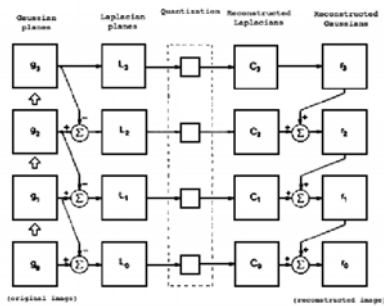 Gaussian planes
Laplacian planes
Quantization
Reconstructed Laplacians
Reconstructed Gaussians
g3
L3
C3
r3
Σ
g2
L2
C2
Σ
r2
Σ
g1
L1
C1
Σ
r1
Σ
g0
L0
C0
Σ
r0
(original image)
(reconstructed image)